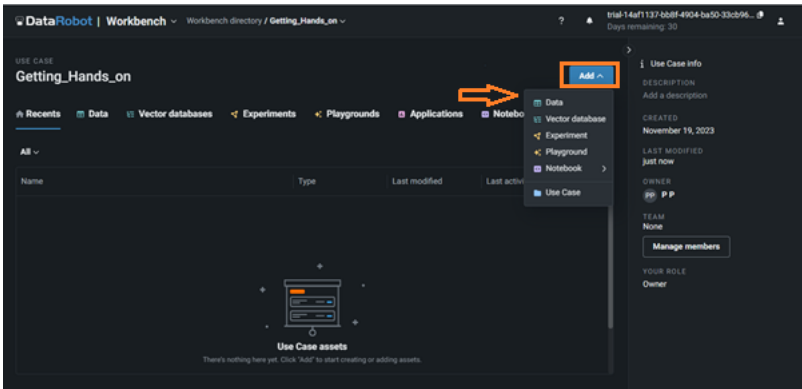 DataRobot | Workbench Workbench directory / Getting_Hands_on ? trial-14af1137-bb8f-4904-ba50-33cb96...
Days remaining: 30
USE CASE
Getting_Hands_on
Add
Recents Data Vector databases Experiments Playgrounds Applications Notebo
All
Name Type Last modified Last activi
Data
Vector database
Experiment
Playground
Notebook
Use Case
Use Case assets
There's nothing here yet. Click "Add" to start creating or adding assets.
i Use Case info
DESCRIPTION
Add a description
CREATED
November 19, 2023
LAST MODIFIED
just now
OWNER
PP P P
TEAM
None
Manage members
YOUR ROLE
Owner